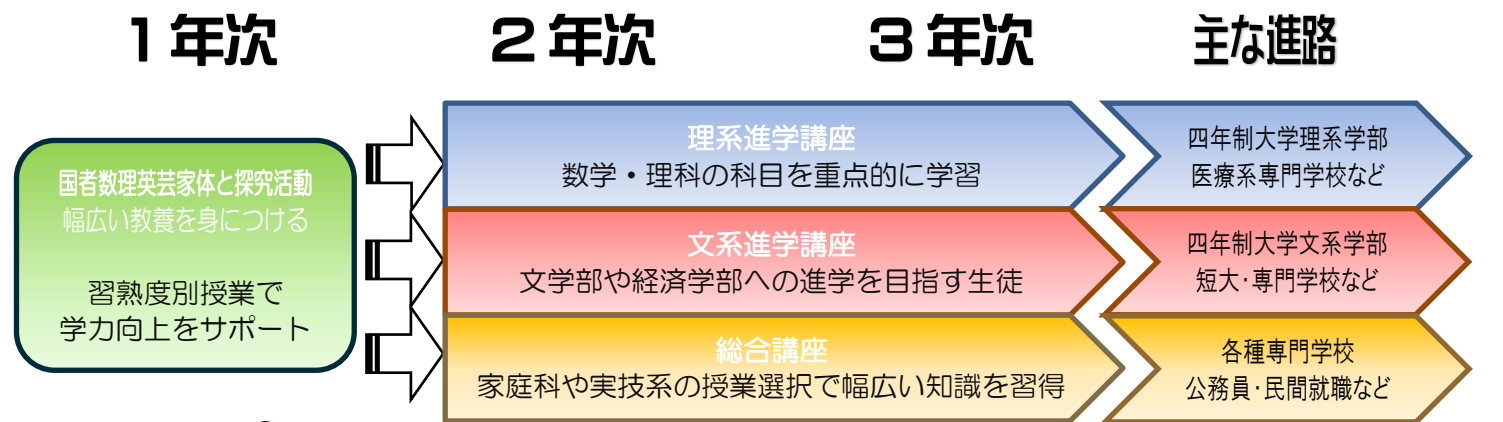 1年次 2年次 3年次 主な進路
国者数理英芸家体と探究活動
幅広い教養を身につける
習熟度別授業で
学力向上をサポート
理系進学講座
数学・理科の科目を重点的に学習
四年制大学理系学部
医療系専門学校など
文系進学講座
文学部や経済学部への進学を目指す生徒
四年制大学文系学部
短大・専門学校など
総合講座
家庭科や実技系の授業選択で幅広い知識を習得
各種専門学校
公務員・民間就職など